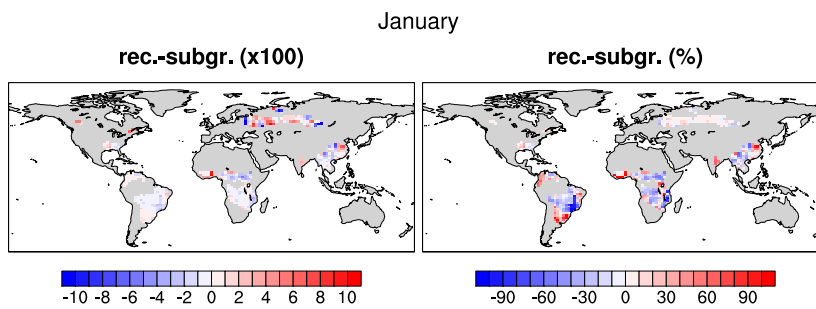 January
rec.-subgr. (x100)
rec.-subgr. (%)
-10 -8 -6 -4 -2 0 2 4 6 8 10
-90 -60 -30 0 30 60 90